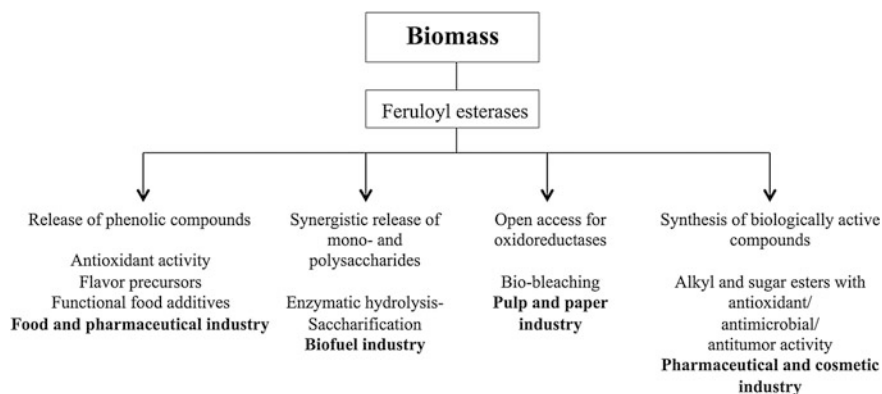 Biomass
Feruloyl esterases
Release of phenolic compounds
Antioxidant activity
Flavor precursors
Functional food additives
Food and pharmaceutical industry
Synergistic release of
mono- and
polysaccharides
Enzymatic hydrolysis-
Saccharification
Biofuel industry
Open access for
oxidoreductases
Bio-bleaching
Pulp and paper
industry
Synthesis of biologically active
compounds
Alkyl and sugar esters with
antioxidant/
antimicrobial/
antitumor activity
Pharmaceutical and cosmetic
industry